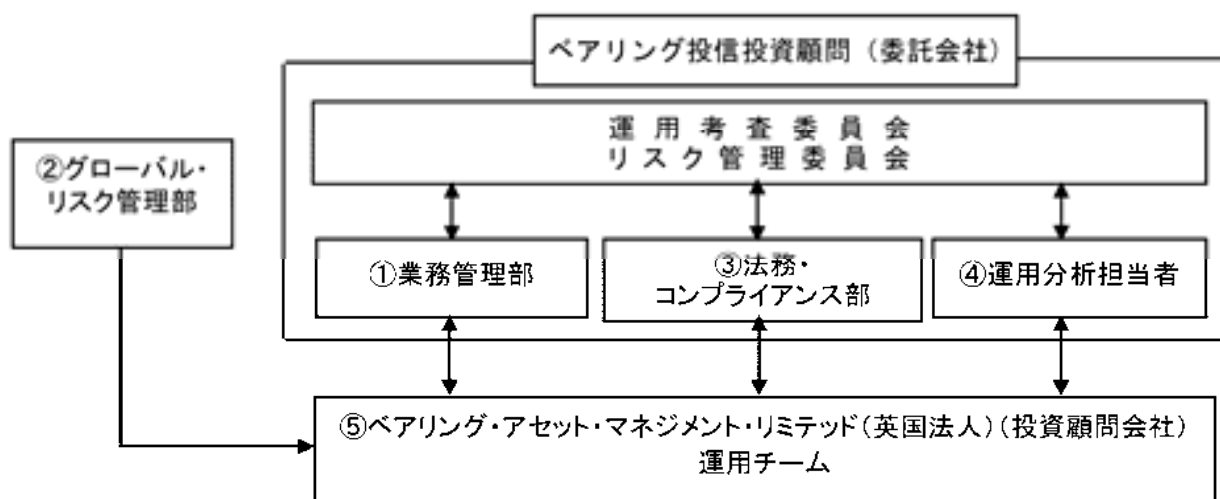 ベアリング投信投資顧問（委託会社）
運用考査委員会
リスク管理委員会
②グローバル・
リスク管理部
①業務管理部
③法務・
コンプライアンス部
④運用分析担当者
⑤ベアリング・アセット・マネジメント・リミテッド（英国法人）（投資顧問会社）
運用チーム